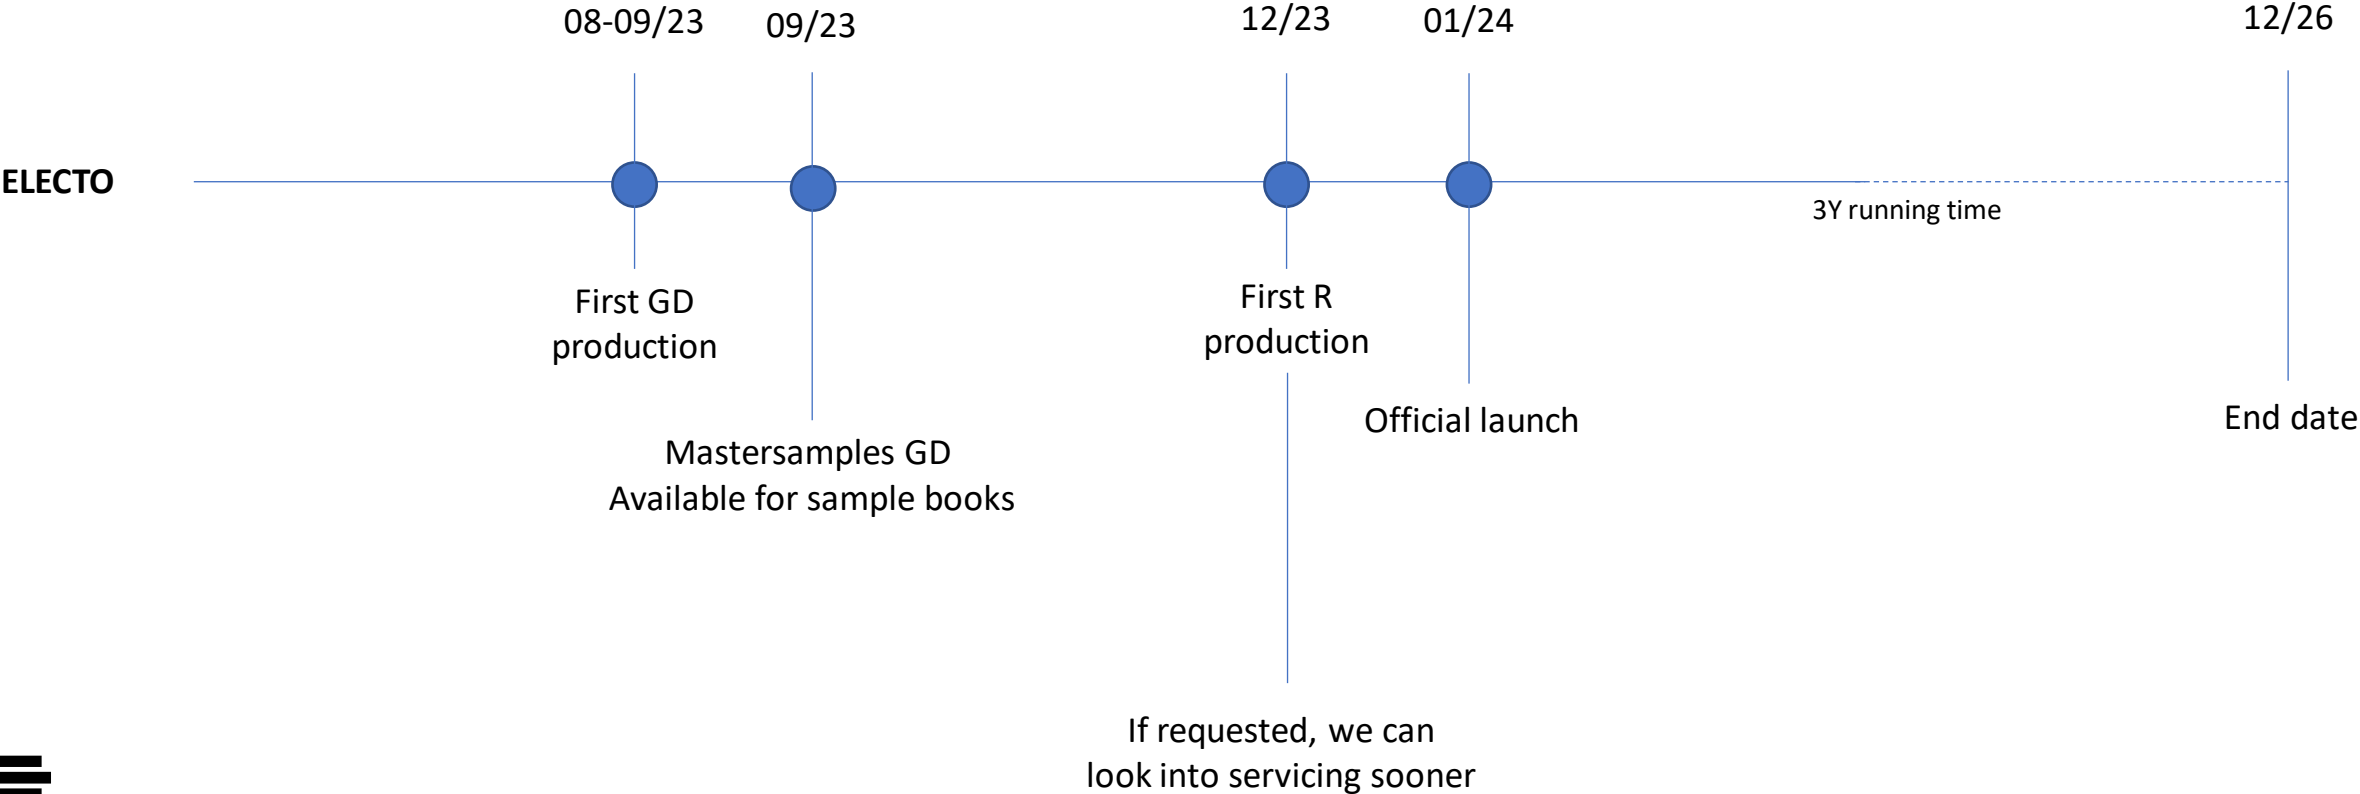 08-09/23
09/23
12/23
01/24
12/26
ELECTO
3Y running time
First GD
production
First R
production
Official launch
End date
Mastersamples GD
Available for sample books
If requested, we can
look into servicing sooner